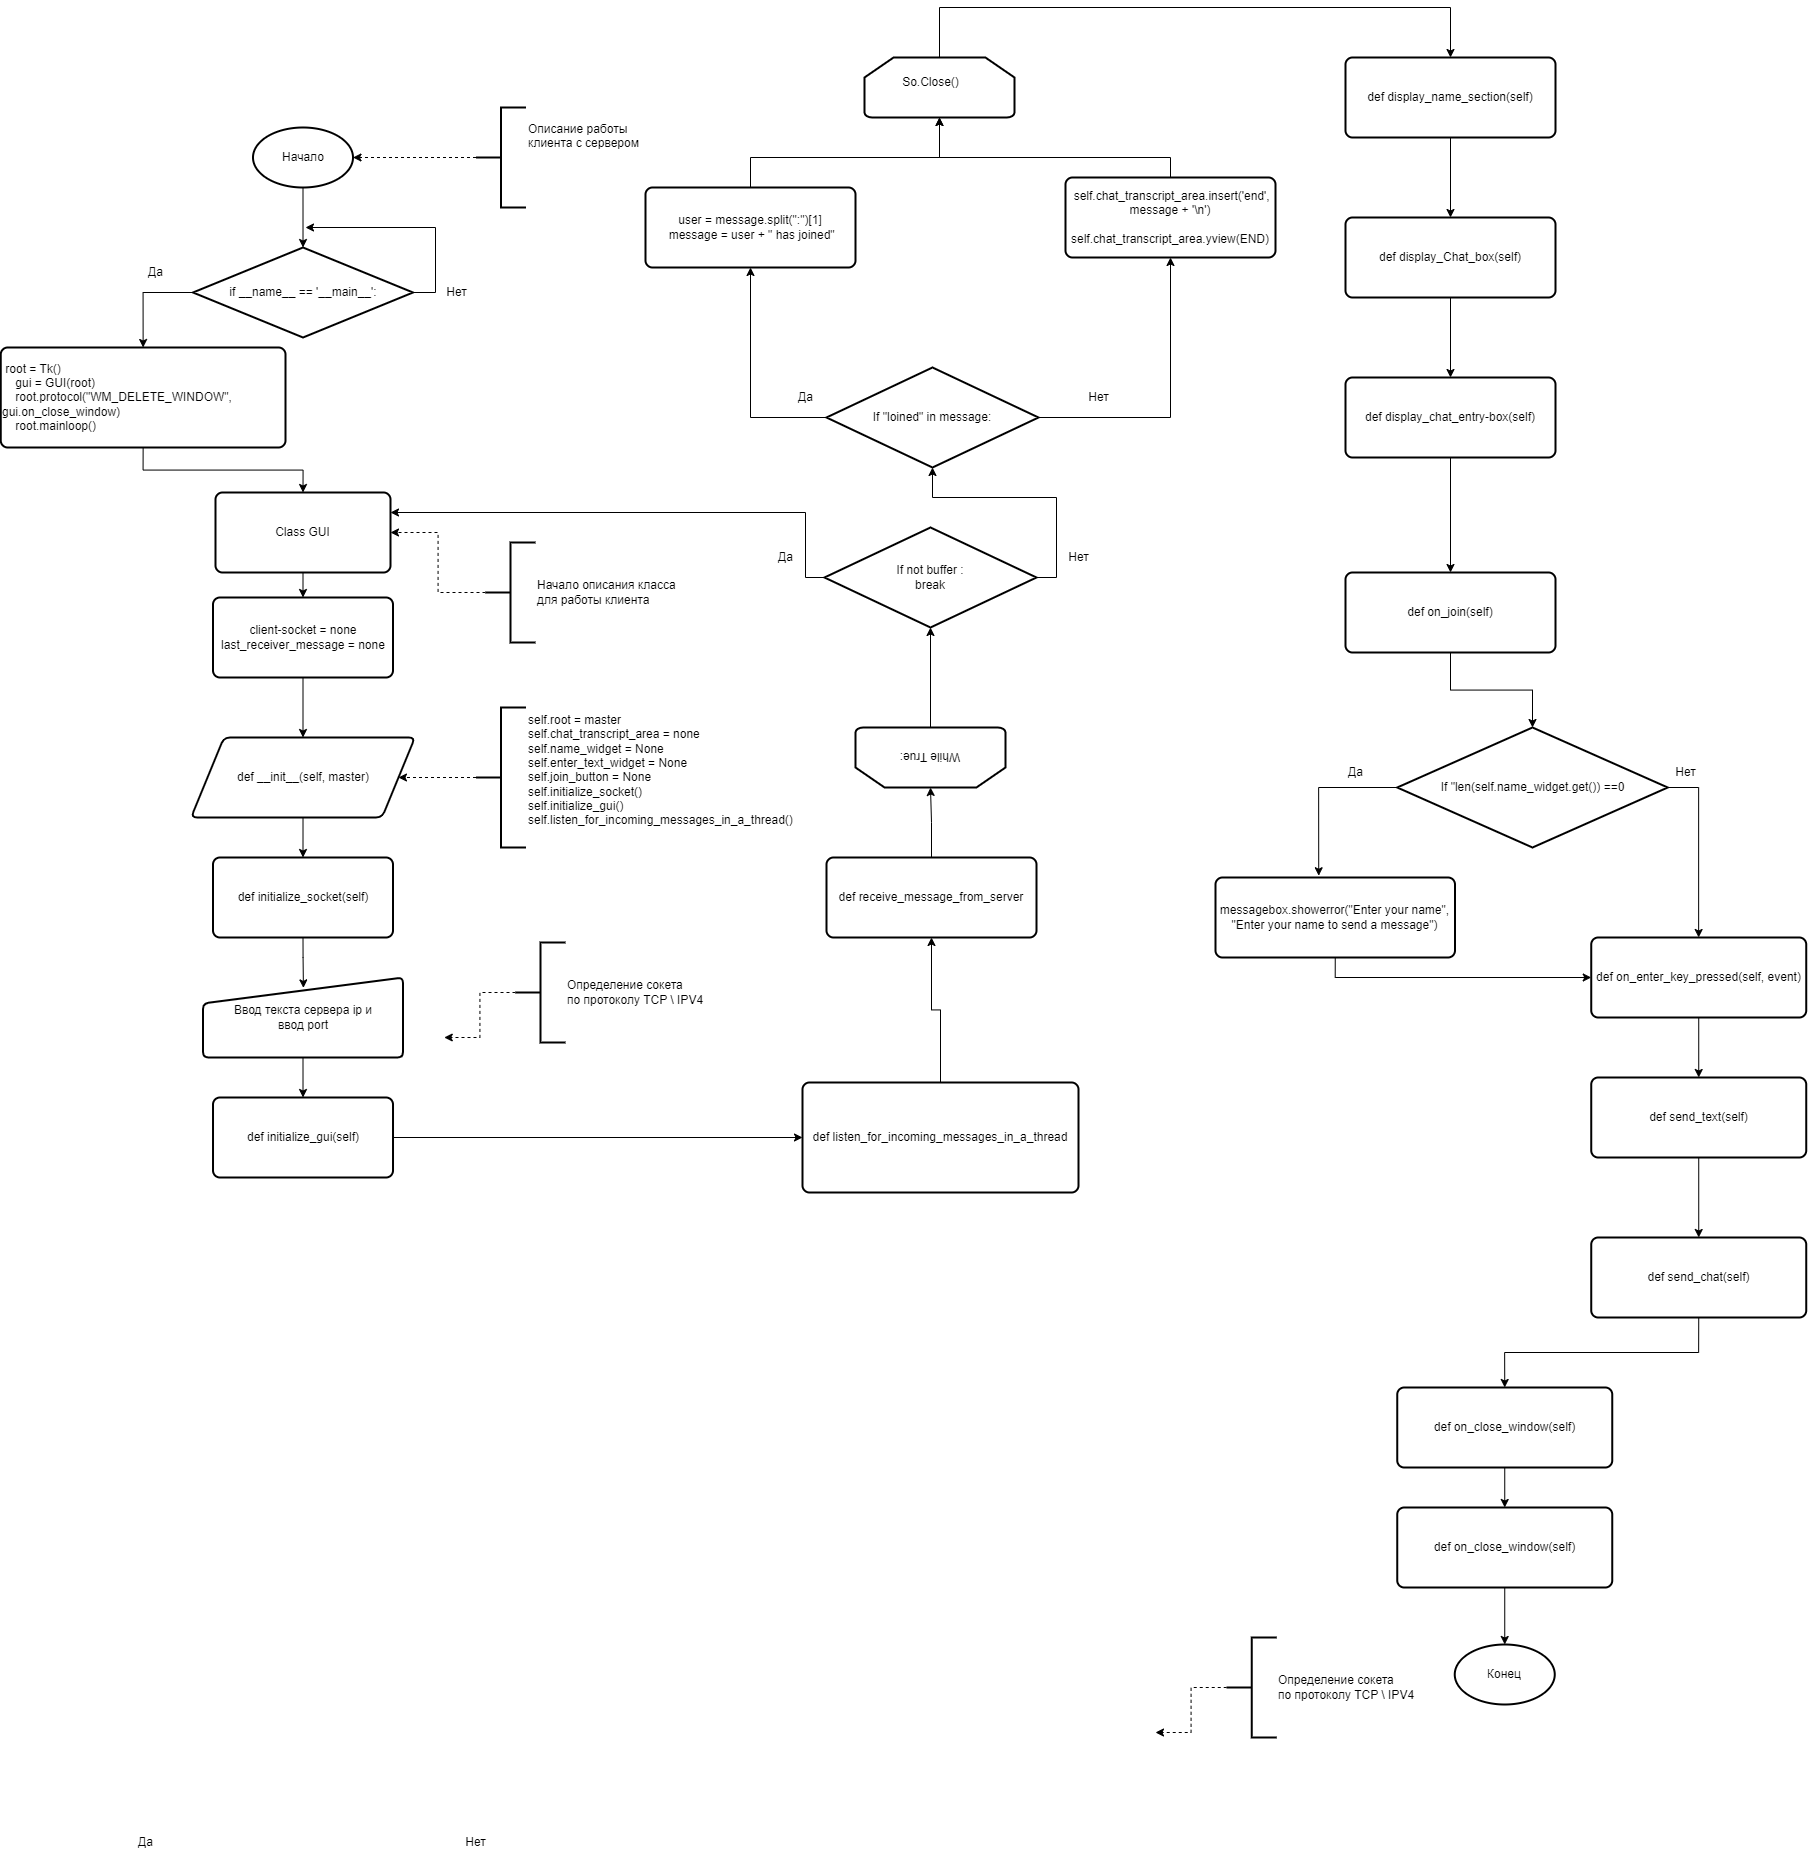 Начало
Описание работы
клиента с сервером
if __name__ == '__main__':
Да
Нет
root = Tk()
gui = GUI(root)
root.protocol("WM_DELETE_WINDOW",
gui.on_close_window)
root.mainloop()
Class GUI
Начало описания класса
для работы клиента
client-socket = none
last_receiver_message = none
def __init__(self, master)
self.root = master
self.chat_transcript_area = none
self.name_widget = None
self.enter_text_widget = None
self.join_button = None
self.initialize_socket()
self.initialize_gui()
self.listen_for_incoming_messages_in_a_thread()
def initialize_socket(self)
Ввод текста сервера ip и
ввод port
Определение сокета
по протоколу TCP \ IPV4
def initialize_gui(self)
def listen_for_incoming_messages_in_a_thread
def receive_message_from_server
While True:
If not buffer :
break
Да
Нет
If "loined" in message:
Да
Нет
user = message.split(":")[1]
message = user + " has joined"
self.chat_transcript_area.insert('end',
message + '\n')
self.chat_transcript_area.yview(END)
So.Close()
def display_name_section(self)
def display_Chat_box(self)
def display_chat_entry-box(self)
def on_join(self)
If "len(self.name_widget.get()) ==0
Да
Нет
messagebox.showerror("Enter your name",
"Enter your name to send a message")
def on_enter_key_pressed(self, event)
def send_text(self)
def send_chat(self)
def on_close_window(self)
def on_close_window(self)
Конец
Определение сокета
по протоколу TCP \ IPV4
Да
Нет